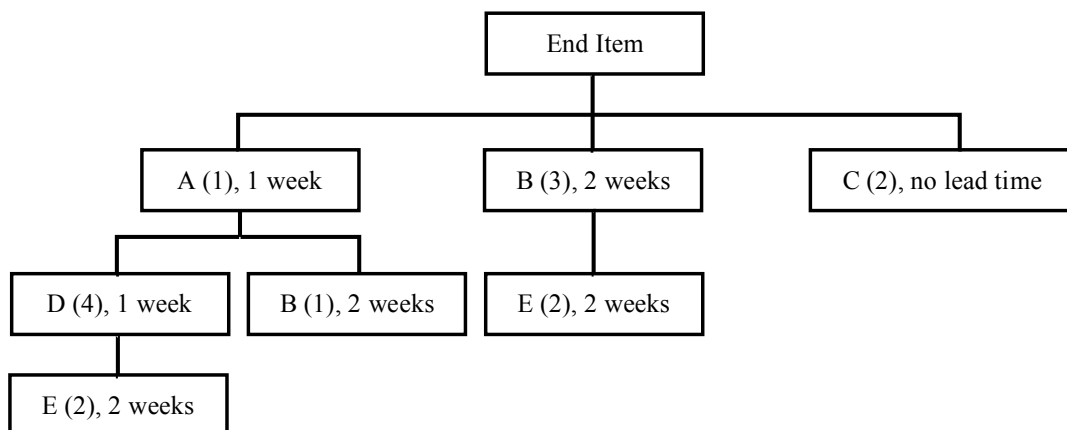 End Item
A (1), 1 week
B (3), 2 weeks
C (2), no lead time
D (4), 1 week
B (1), 2 weeks
E (2), 2 weeks
E (2), 2 weeks